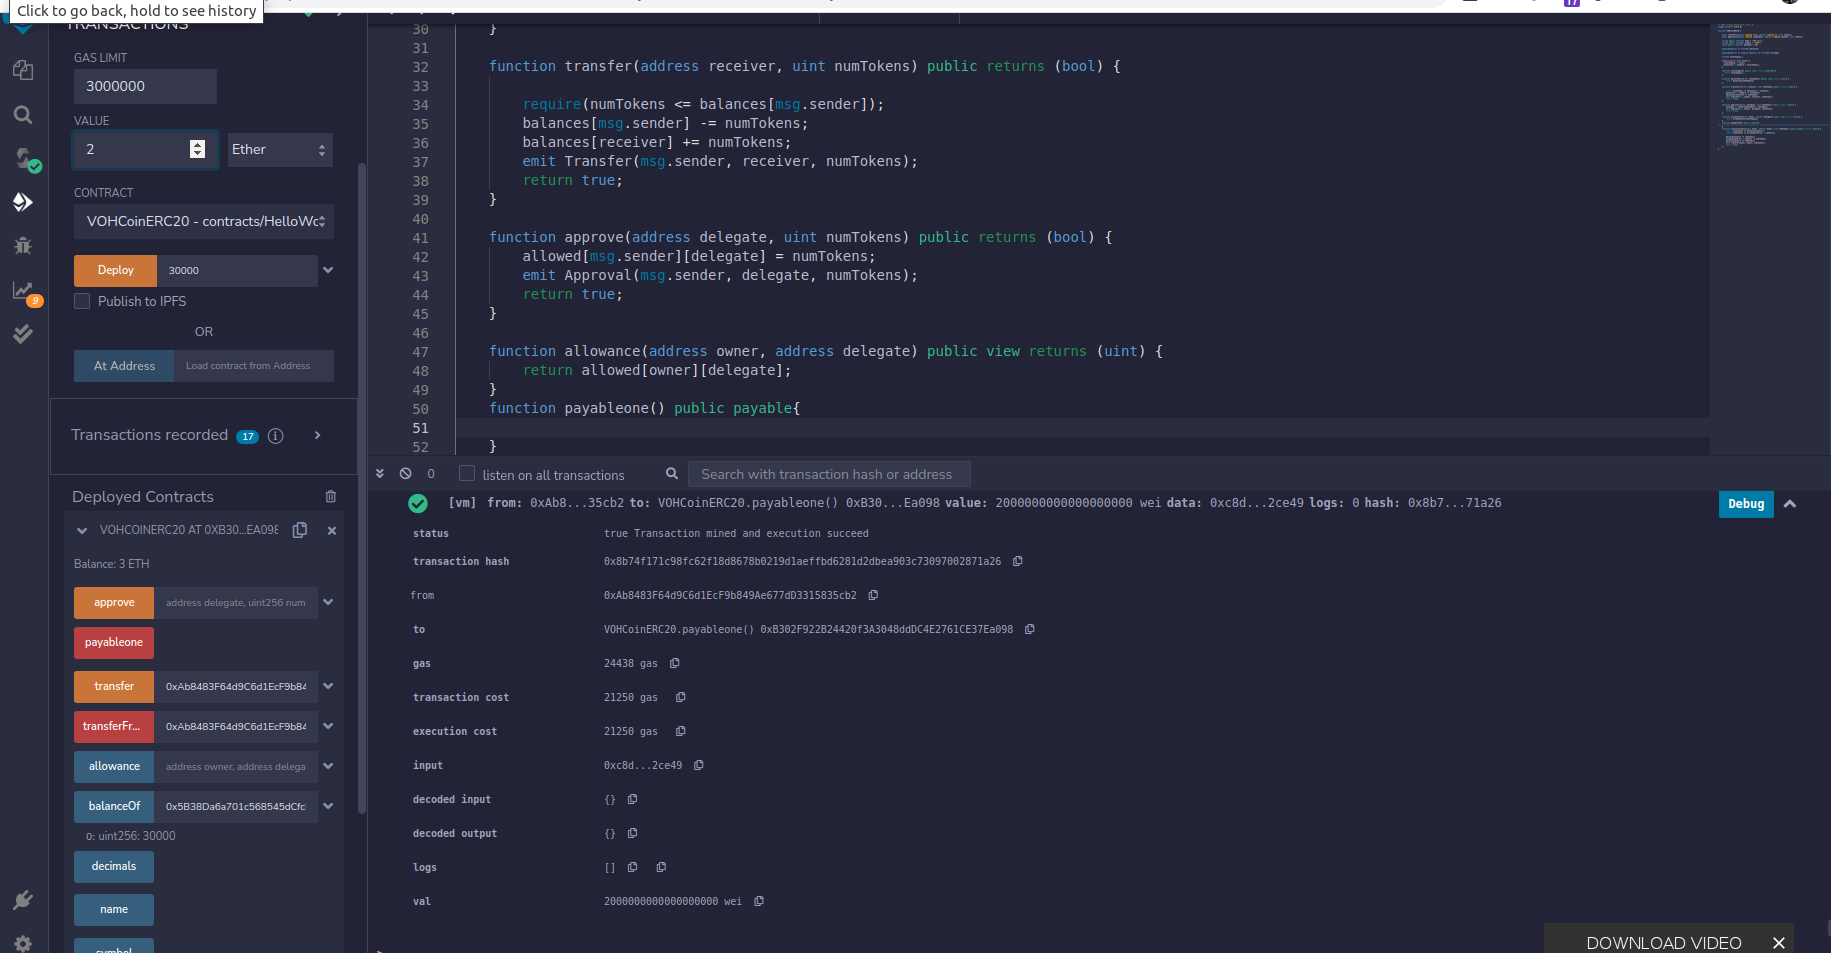 Click to go back, hold to see history
TRANSACTIONS
GAS LIMIT
3000000
VALUE
2
Ether
CONTRACT
VOHCoinERC20 - contracts/HelloWo
Deploy
30000
Publish to IPFS
OR
At Address
Load contract from Address
Transactions recorded 17 i
Deployed Contracts
VOHCOINERC20 AT 0XB30...EA098
Balance: 3 ETH
approve
address delegate, uint256 num
payableone
transfer
0xAb8483F64d9C6d1EcF9b84
transferFr...
0xAb8483F64d9C6d1EcF9b84
allowance
address owner, address delega
balanceOf
0x5B38Da6a701c568545dCfc
0: uint256: 30000
decimals
name
symbol
9
17
30 }
31
32 function transfer(address receiver, uint numTokens) public returns (bool) {
33
34 require(numTokens <= balances[msg.sender]);
35 balances[msg.sender] -= numTokens;
36 balances[receiver] += numTokens;
37 emit Transfer(msg.sender, receiver, numTokens);
38 return true;
39 }
40
41 function approve(address delegate, uint numTokens) public returns (bool) {
42 allowed[msg.sender][delegate] = numTokens;
43 emit Approval(msg.sender, delegate, numTokens);
44 return true;
45 }
46
47 function allowance(address owner, address delegate) public view returns (uint) {
48 return allowed[owner][delegate];
49 }
50 function payableone() public payable{
51
52 }
0
listen on all transactions
Search with transaction hash or address
[vm] from: 0xAb8...35cb2 to: VOHCoinERC20.payableone() 0xB30...Ea098 value: 2000000000000000000 wei data: 0xc8d...2ce49 logs: 0 hash: 0x8b7...71a26
Debug
status true Transaction mined and execution succeed
transaction hash 0x8b74f171c98fc62f18d8678b0219d1aeffbd6281d2dbea903c73097002871a26
from 0xAb8483F64d9C6d1EcF9b849Ae677dD3315835cb2
to VOHCoinERC20.payableone() 0xB302F922B24420f3A3048ddDC4E2761CE37Ea098
gas 24438 gas
transaction cost 21250 gas
execution cost 21250 gas
input 0xc8d...2ce49
decoded input {}
decoded output {}
logs []
val 2000000000000000000 wei
DOWNLOAD VIDEO